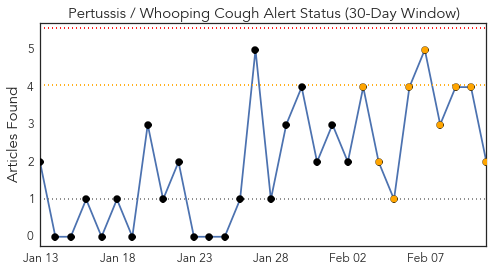 Pertussis / Whooping Cough Alert Status (30-Day Window)
Articles Found
5
4
3
2
1
0
Jan 13 Jan 18 Jan 23 Jan 28 Feb 02 Feb 07